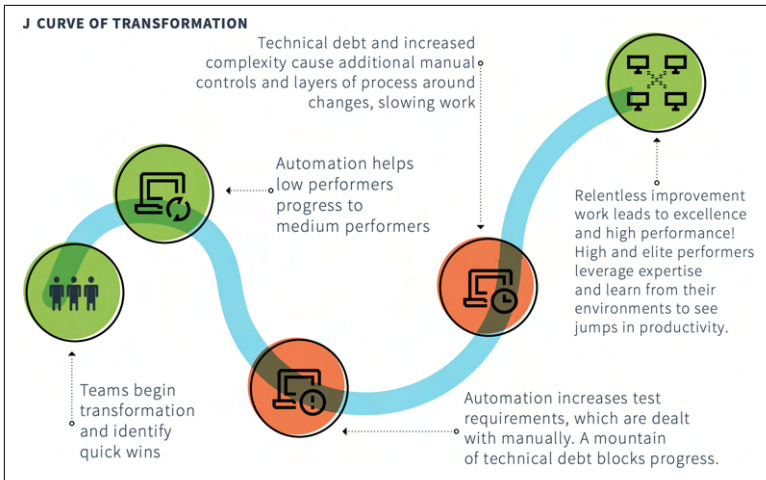 J CURVE OF TRANSFORMATION
Technical debt and increased
complexity cause additional manual
controls and layers of process around
changes, slowing work
Automation helps
low performers
progress to
medium performers
Relentless improvement
work leads to excellence
and high performance!
High and elite performers
leverage expertise
and learn from their
environments to see
jumps in productivity.
Teams begin
transformation
and identify
quick wins
Automation increases test
requirements, which are dealt
with manually. A mountain
of technical debt blocks progress.